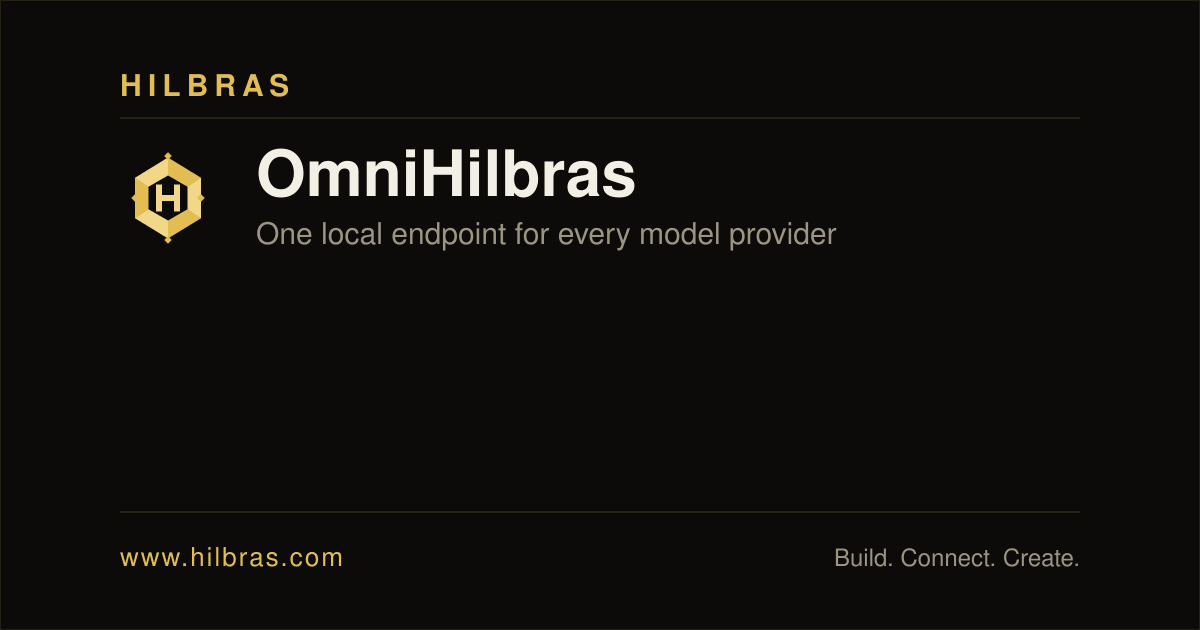 HILBRAS
H
OmniHilbras
One local endpoint for every model provider
www.hilbras.com
Build. Connect. Create.